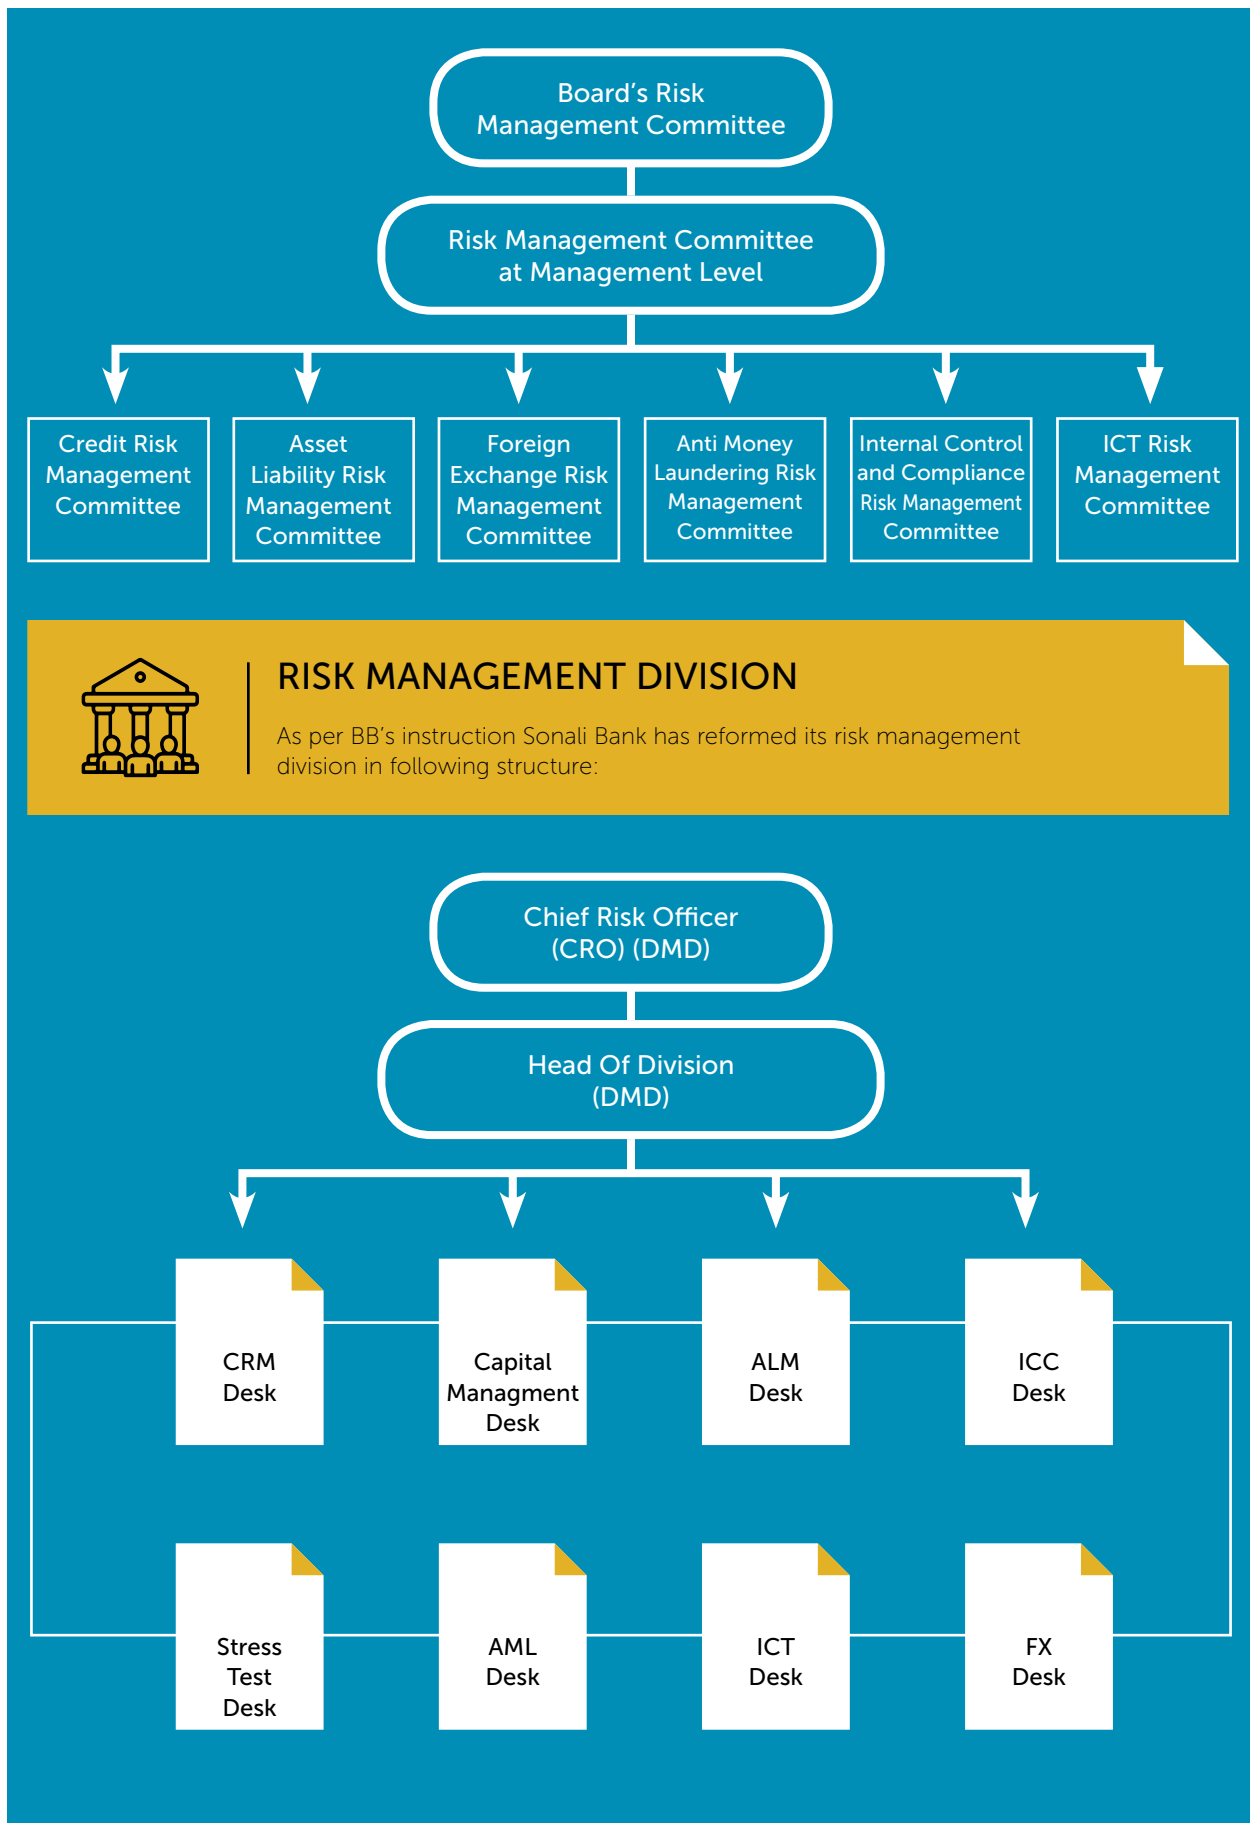 Board’s Risk
Management Committee
Risk Management Committee
at Management Level
Credit Risk
Management
Committee
Asset
Liability Risk
Management
Committee
Foreign
Exchange Risk
Management
Committee
Anti Money
Laundering Risk
Management
Committee
Internal Control
and Compliance
Risk Management
Committee
ICT Risk
Management
Committee
RISK MANAGEMENT DIVISION
As per BB’s instruction Sonali Bank has reformed its risk management
division in following structure:
Chief Risk Officer
(CRO) (DMD)
Head Of Division
(DMD)
CRM
Desk
Capital
Managment
Desk
ALM
Desk
ICC
Desk
Stress
Test
Desk
AML
Desk
ICT
Desk
FX
Desk